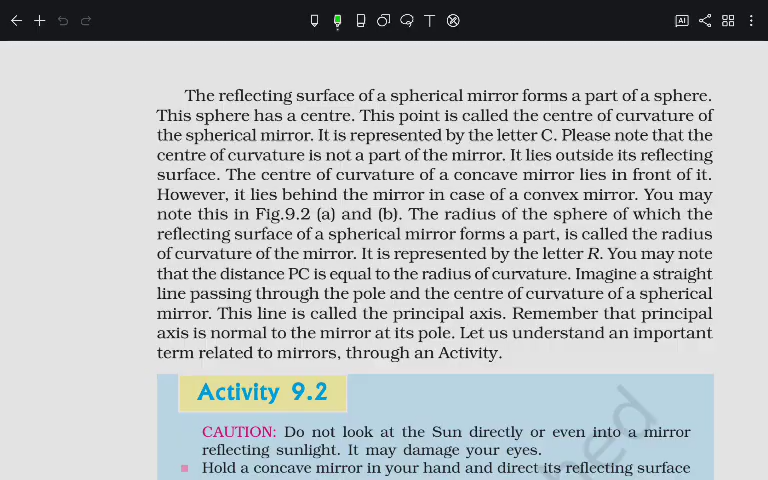 AI
T
The reflecting surface of a spherical mirror forms a part of a sphere.
This sphere has a centre. This point is called the centre of curvature of
the spherical mirror. It is represented by the letter C. Please note that the
centre of curvature is not a part of the mirror. It lies outside its reflecting
surface. The centre of curvature of a concave mirror lies in front of it.
However, it lies behind the mirror in case of a convex mirror. You may
note this in Fig.9.2 (a) and (b). The radius of the sphere of which the
reflecting surface of a spherical mirror forms a part, is called the radius
of curvature of the mirror. It is represented by the letter R. You may note
that the distance PC is equal to the radius of curvature. Imagine a straight
line passing through the pole and the centre of curvature of a spherical
mirror. This line is called the principal axis. Remember that principal
axis is normal to the mirror at its pole. Let us understand an important
term related to mirrors, through an Activity.
Activity 9.2
CAUTION: Do not look at the Sun directly or even into a mirror
reflecting sunlight. It may damage your eyes.
Hold a concave mirror in your hand and direct its reflecting surface